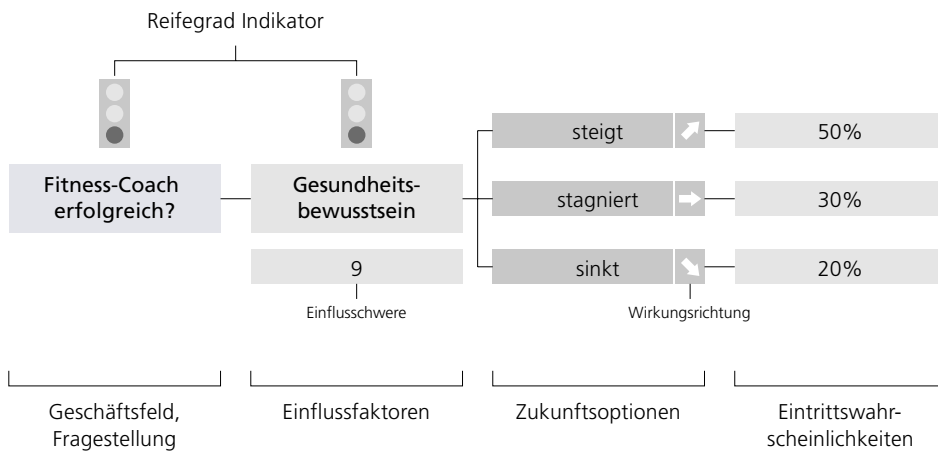 Reifegrad Indikator
Fitness-Coach
erfolgreich?
Gesundheits-
bewusstsein
9
Einflusschwere
steigt
50%
stagniert
30%
sinkt
20%
Wirkungsrichtung
Geschäftsfeld,
Fragestellung
Einflussfaktoren
Zukunftsoptionen
Eintrittswahr-
scheinlichkeiten